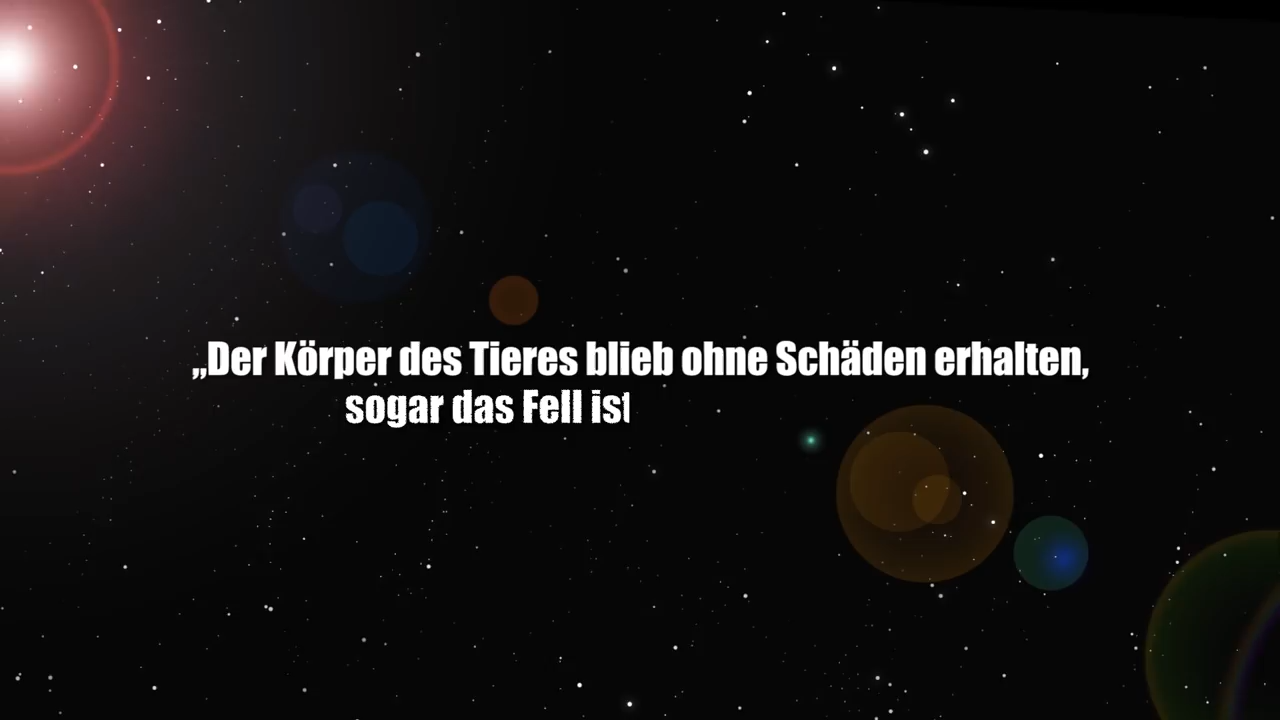 „Der Körper des Tieres blieb ohne Schäden erhalten,
sogar das Fell ist